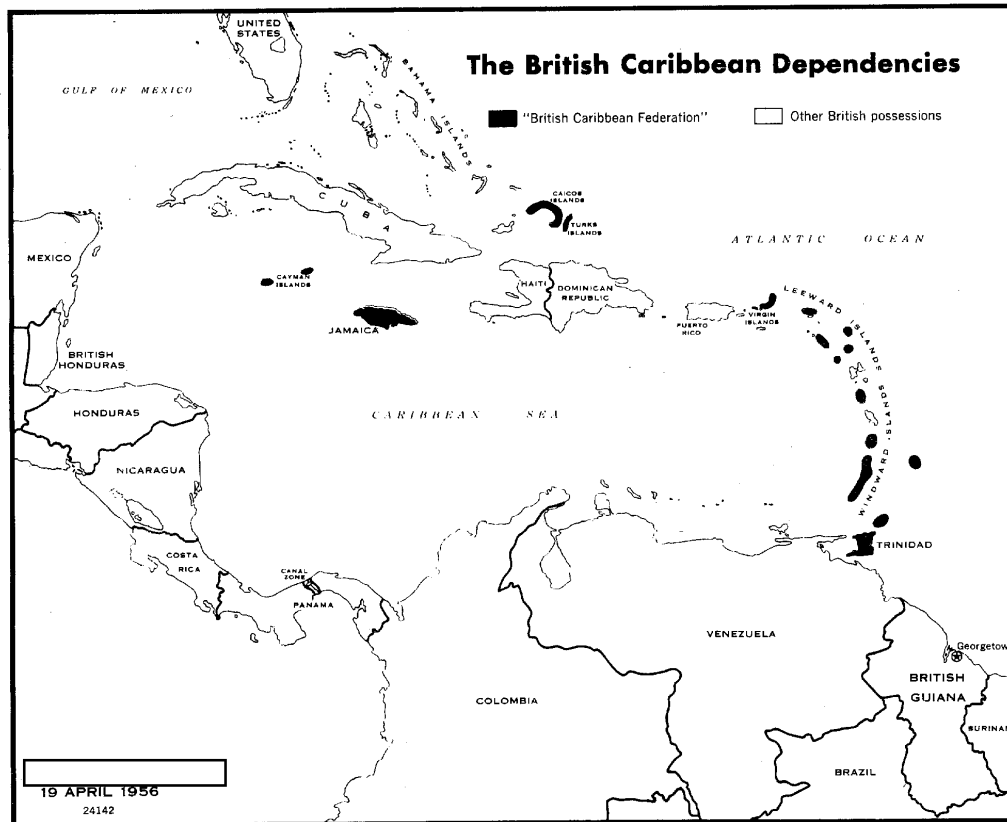 The British Caribbean Dependencies
"British Caribbean Federation"
Other British possessions
UNITED
STATES
GULF OF MEXICO
BAHAMA ISLANDS
CUBA
CAICOS
ISLANDS
TURKS
ISLANDS
ATLANTIC OCEAN
MEXICO
CAYMAN
ISLANDS
HAITI
DOMINICAN
REPUBLIC
JAMAICA
PUERTO
RICO
VIRGIN
ISLANDS
LEEWARD ISLANDS
WINDWARD ISLANDS
BRITISH
HONDURAS
HONDURAS
CARIBBEAN SEA
NICARAGUA
TRINIDAD
COSTA
RICA
CANAL
ZONE
PANAMA
VENEZUELA
Georgetow
BRITISH
GUIANA
COLOMBIA
SURINAM
BRAZIL
19 APRIL 1956
24142